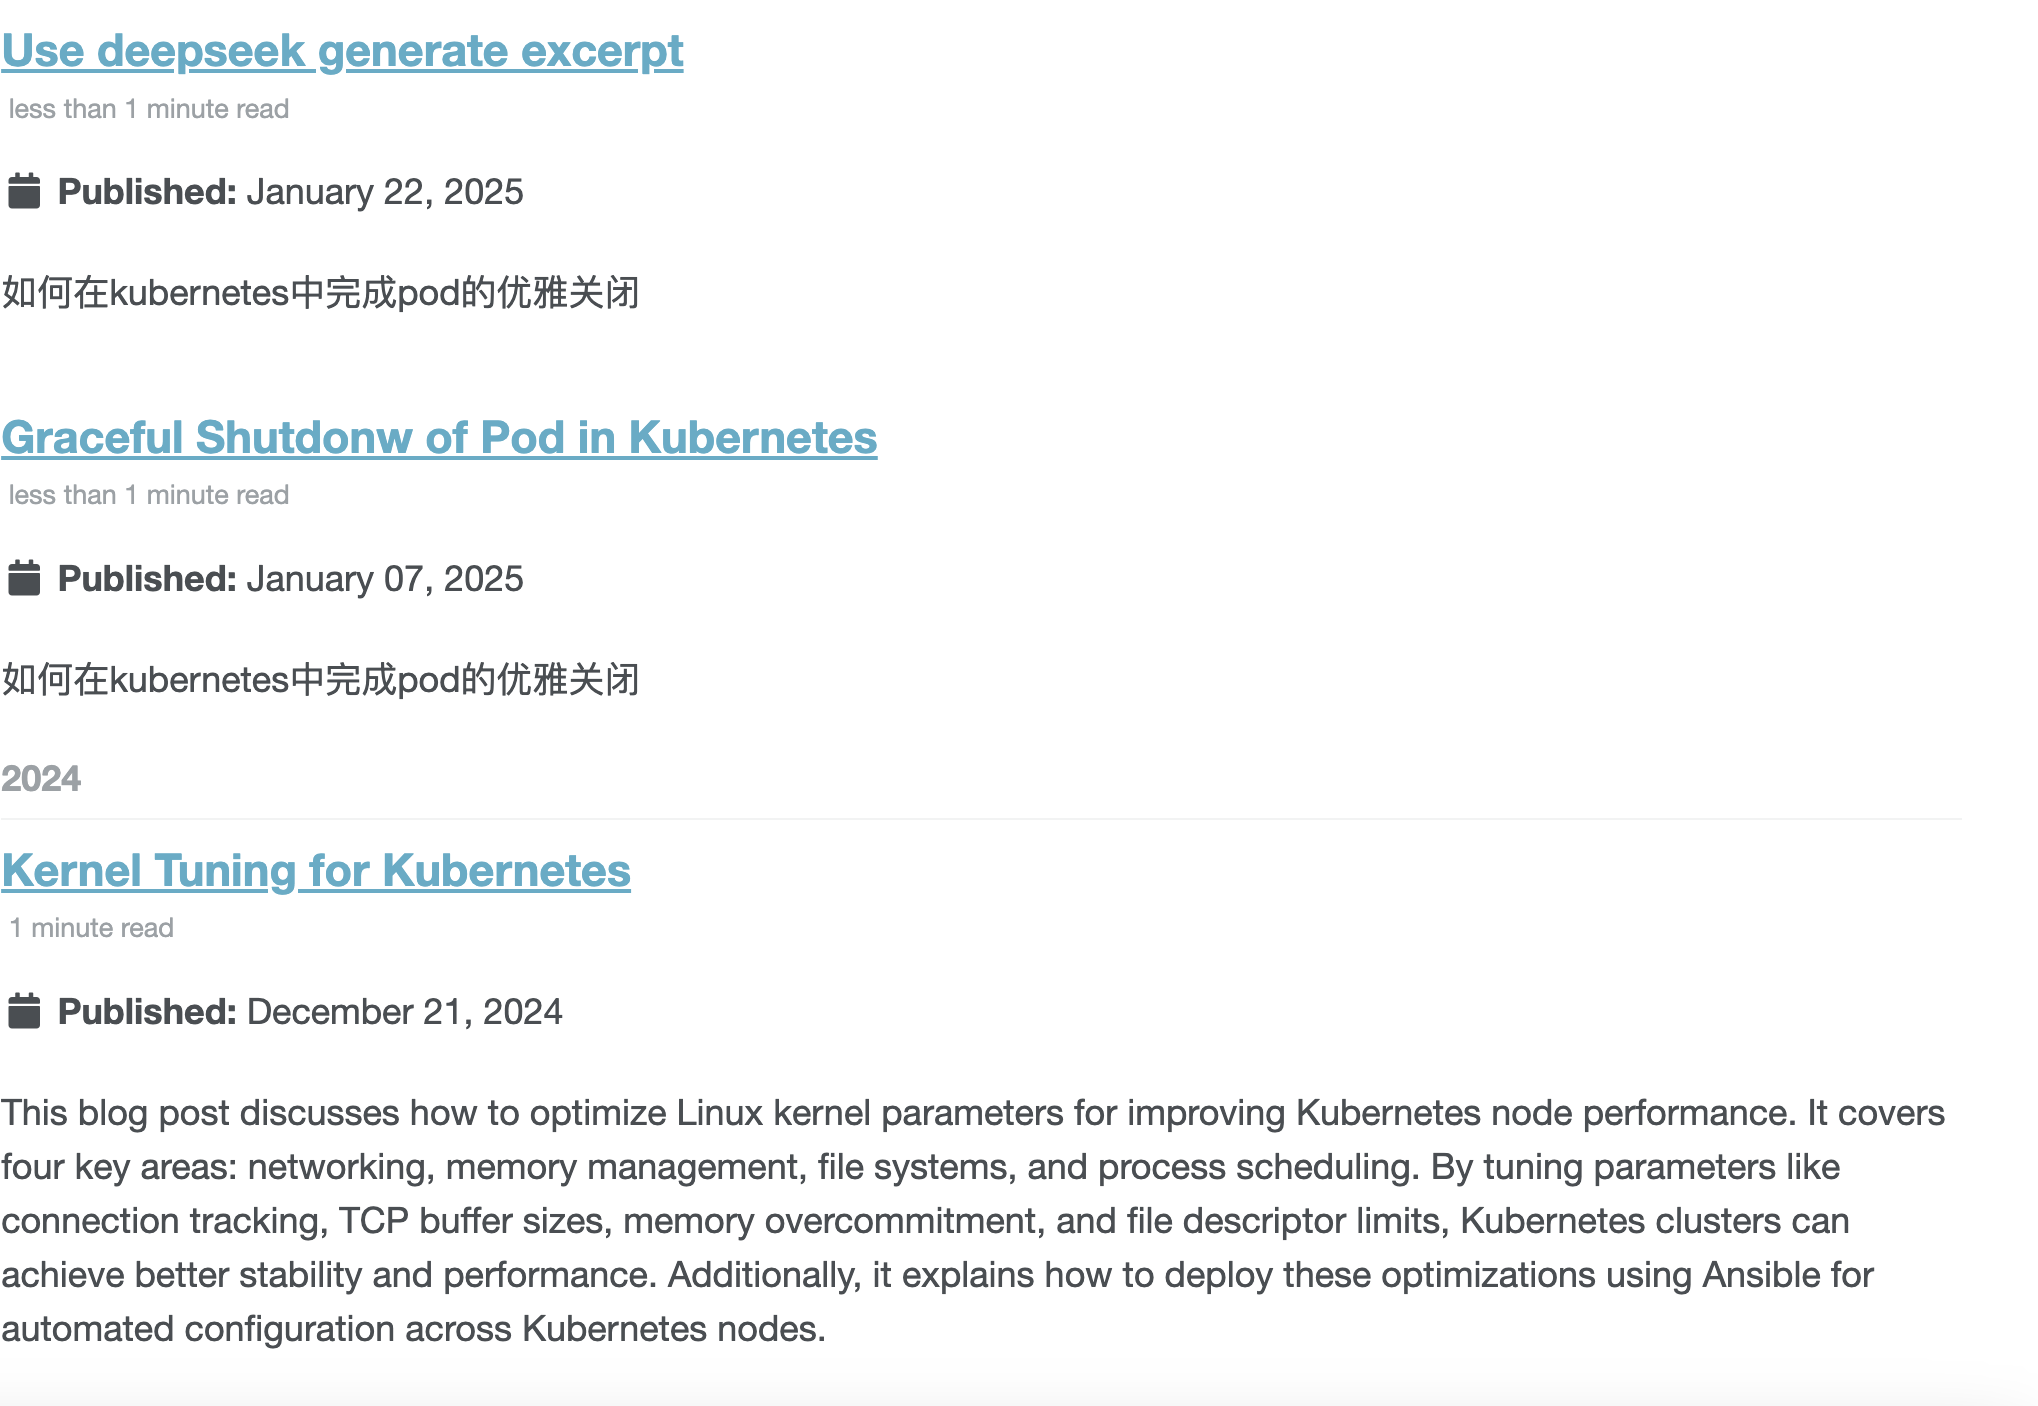 Use deepseek generate excerpt
less than 1 minute read
Published: January 22, 2025
如何在kubernetes中完成pod的优雅关闭
Graceful Shutdonw of Pod in Kubernetes
less than 1 minute read
Published: January 07, 2025
如何在kubernetes中完成pod的优雅关闭
2024
Kernel Tuning for Kubernetes
1 minute read
Published: December 21, 2024
This blog post discusses how to optimize Linux kernel parameters for improving Kubernetes node performance. It covers
four key areas: networking, memory management, file systems, and process scheduling. By tuning parameters like
connection tracking, TCP buffer sizes, memory overcommitment, and file descriptor limits, Kubernetes clusters can
achieve better stability and performance. Additionally, it explains how to deploy these optimizations using Ansible for
automated configuration across Kubernetes nodes.